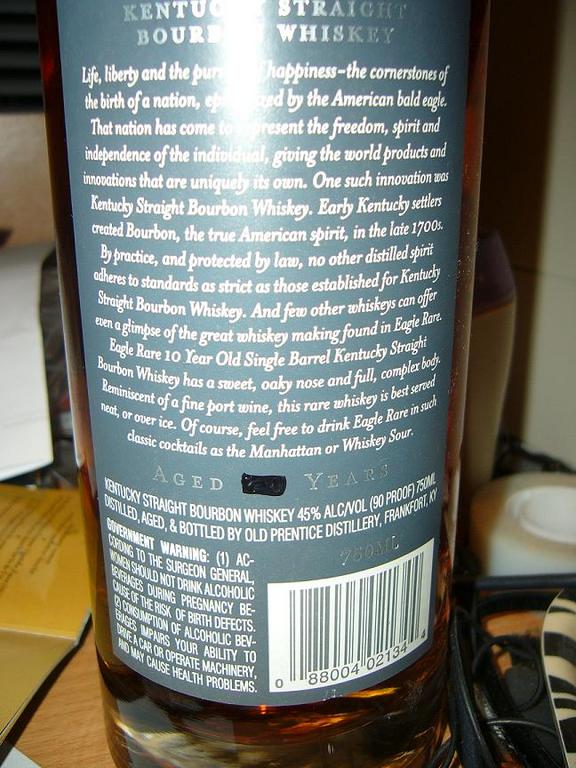 KENTUCKY STRAIGHT
BOURBON WHISKEY
Life, liberty and the pursuit of happiness–the cornerstones of
the birth of a nation, by the American bald eagle.
That nation has come to represent the freedom, spirit and
independence of the individual, giving the world products and
innovations that are uniquely its own. One such innovation was
Kentucky Straight Bourbon Whiskey. Early Kentucky settlers
created Bourbon, the true American spirit, in the late 1700s.
By practice, and protected by law, no other distilled spirit
adheres to standards as strict as those established for Kentucky
Straight Bourbon Whiskey. And few other whiskeys can offer
even a glimpse of the great whiskey making found in Eagle Rare.
Eagle Rare 10 Year Old Single Barrel Kentucky Straight
Bourbon Whiskey has a sweet, oaky nose and full, complex body.
Reminiscent of a fine port wine, this rare whiskey is best served
neat, or over ice. Of course, feel free to drink Eagle Rare in such
classic cocktails as the Manhattan or Whiskey Sour.
AGED YEARS
KENTUCKY STRAIGHT BOURBON WHISKEY 45% ALC/VOL (90 PROOF) 750ML
DISTILLED, AGED, & BOTTLED BY OLD PRENTICE DISTILLERY, FRANKFORT, KY
750ML
GOVERNMENT WARNING: (1) AC-
CORDING TO THE SURGEON GENERAL,
WOMEN SHOULD NOT DRINK ALCOHOLIC
BEVERAGES DURING PREGNANCY BE-
CAUSE OF THE RISK OF BIRTH DEFECTS.
(2) CONSUMPTION OF ALCOHOLIC BEV-
ERAGES IMPAIRS YOUR ABILITY TO
DRIVE A CAR OR OPERATE MACHINERY,
AND MAY CAUSE HEALTH PROBLEMS.
0 88004 02134 4